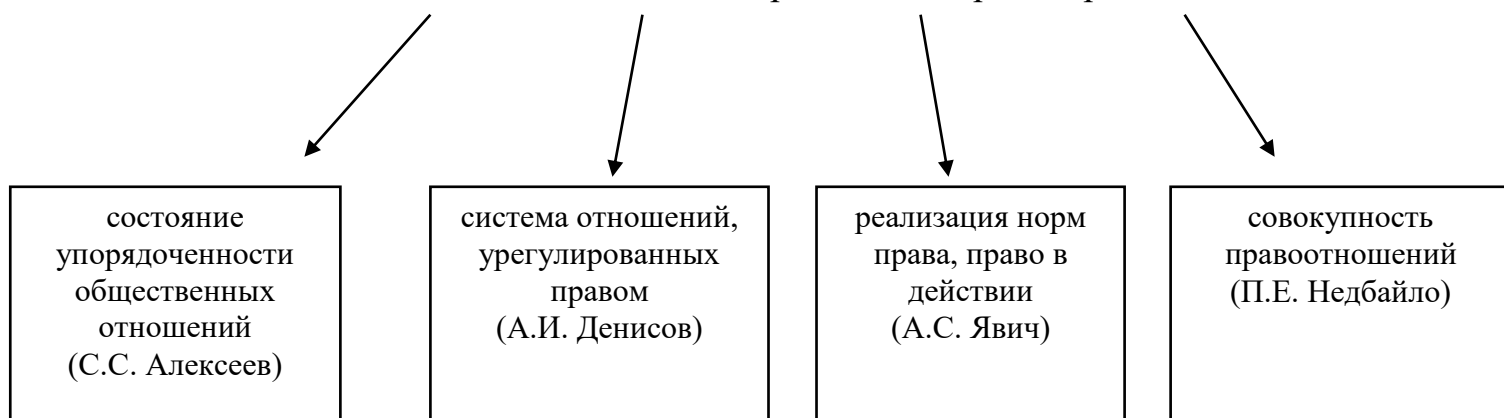 состояние
упорядоченности
общественных
отношений
(С.С. Алексеев)
система отношений,
урегулированных
правом
(А.И. Денисов)
реализация норм
права, право в
действии
(А.С. Явич)
совокупность
правоотношений
(П.Е. Недбайло)